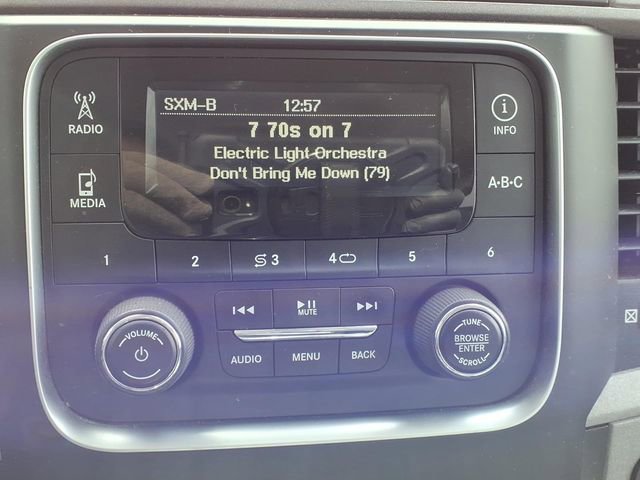 SXM-B 12:57
7 70s on 7
Electric Light Orchestra
Don't Bring Me Down (79)
RADIO
MEDIA
i
INFO
A·B·C
1 2 3 4 5 6
MUTE
AUDIO MENU BACK
VOLUME
TUNE
BROWSE
ENTER
SCROLL